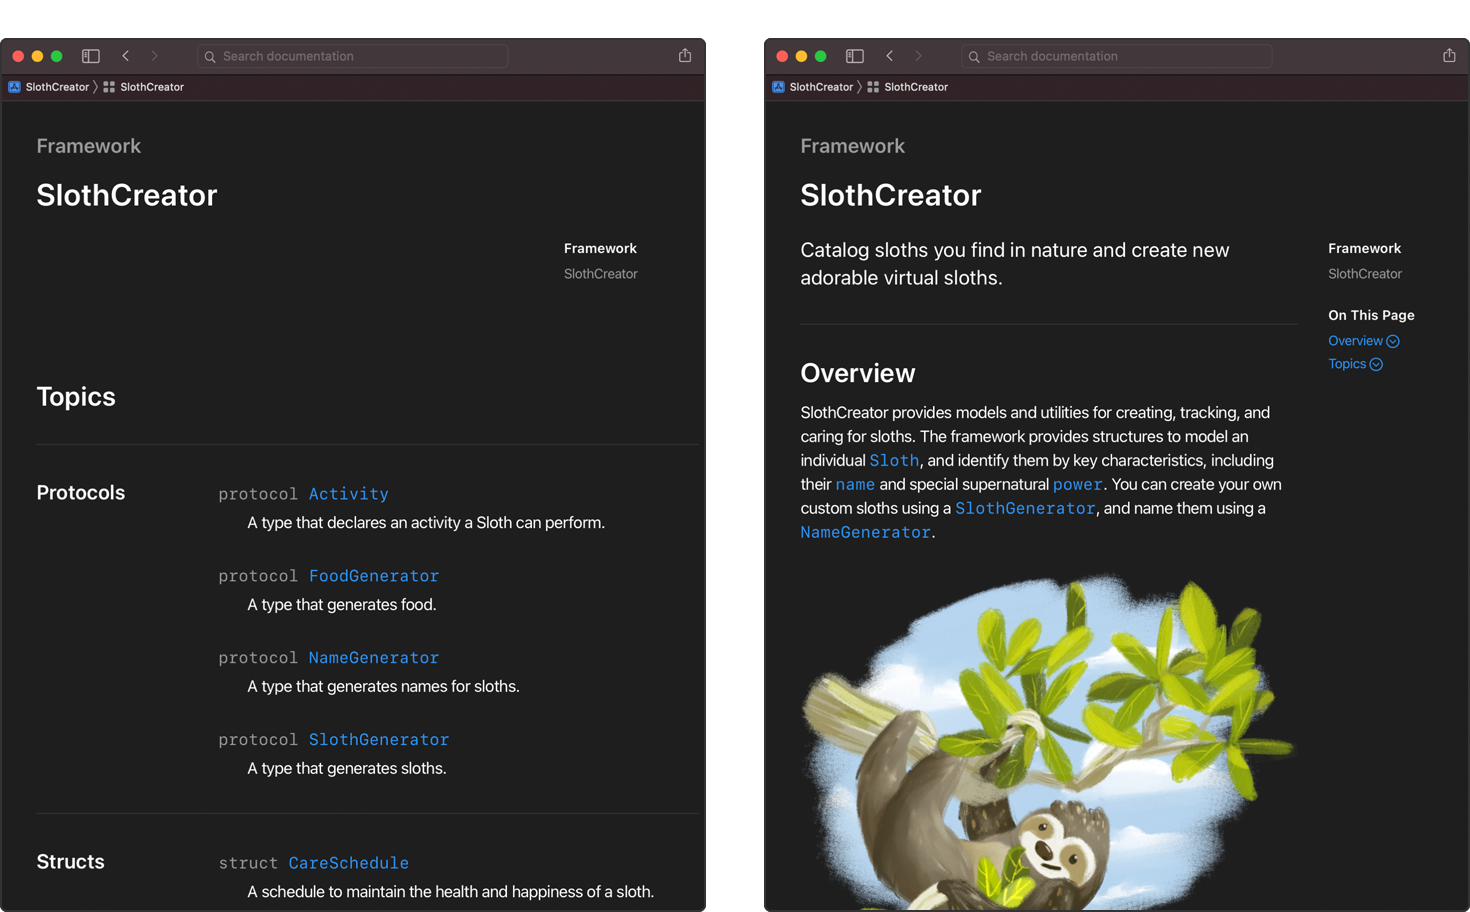 Search documentation
SlothCreator
SlothCreator
Framework
SlothCreator
Framework
SlothCreator
Topics
Protocols
protocol Activity
A type that declares an activity a Sloth can perform.
protocol FoodGenerator
A type that generates food.
protocol NameGenerator
A type that generates names for sloths.
protocol SlothGenerator
A type that generates sloths.
Structs
struct CareSchedule
A schedule to maintain the health and happiness of a sloth.
Search documentation
SlothCreator
SlothCreator
Framework
SlothCreator
Catalog sloths you find in nature and create new
adorable virtual sloths.
Framework
SlothCreator
On This Page
Overview
Topics
Overview
SlothCreator provides models and utilities for creating, tracking, and
caring for sloths. The framework provides structures to model an
individual Sloth, and identify them by key characteristics, including
their name and special supernatural power. You can create your own
custom sloths using a SlothGenerator, and name them using a
NameGenerator.